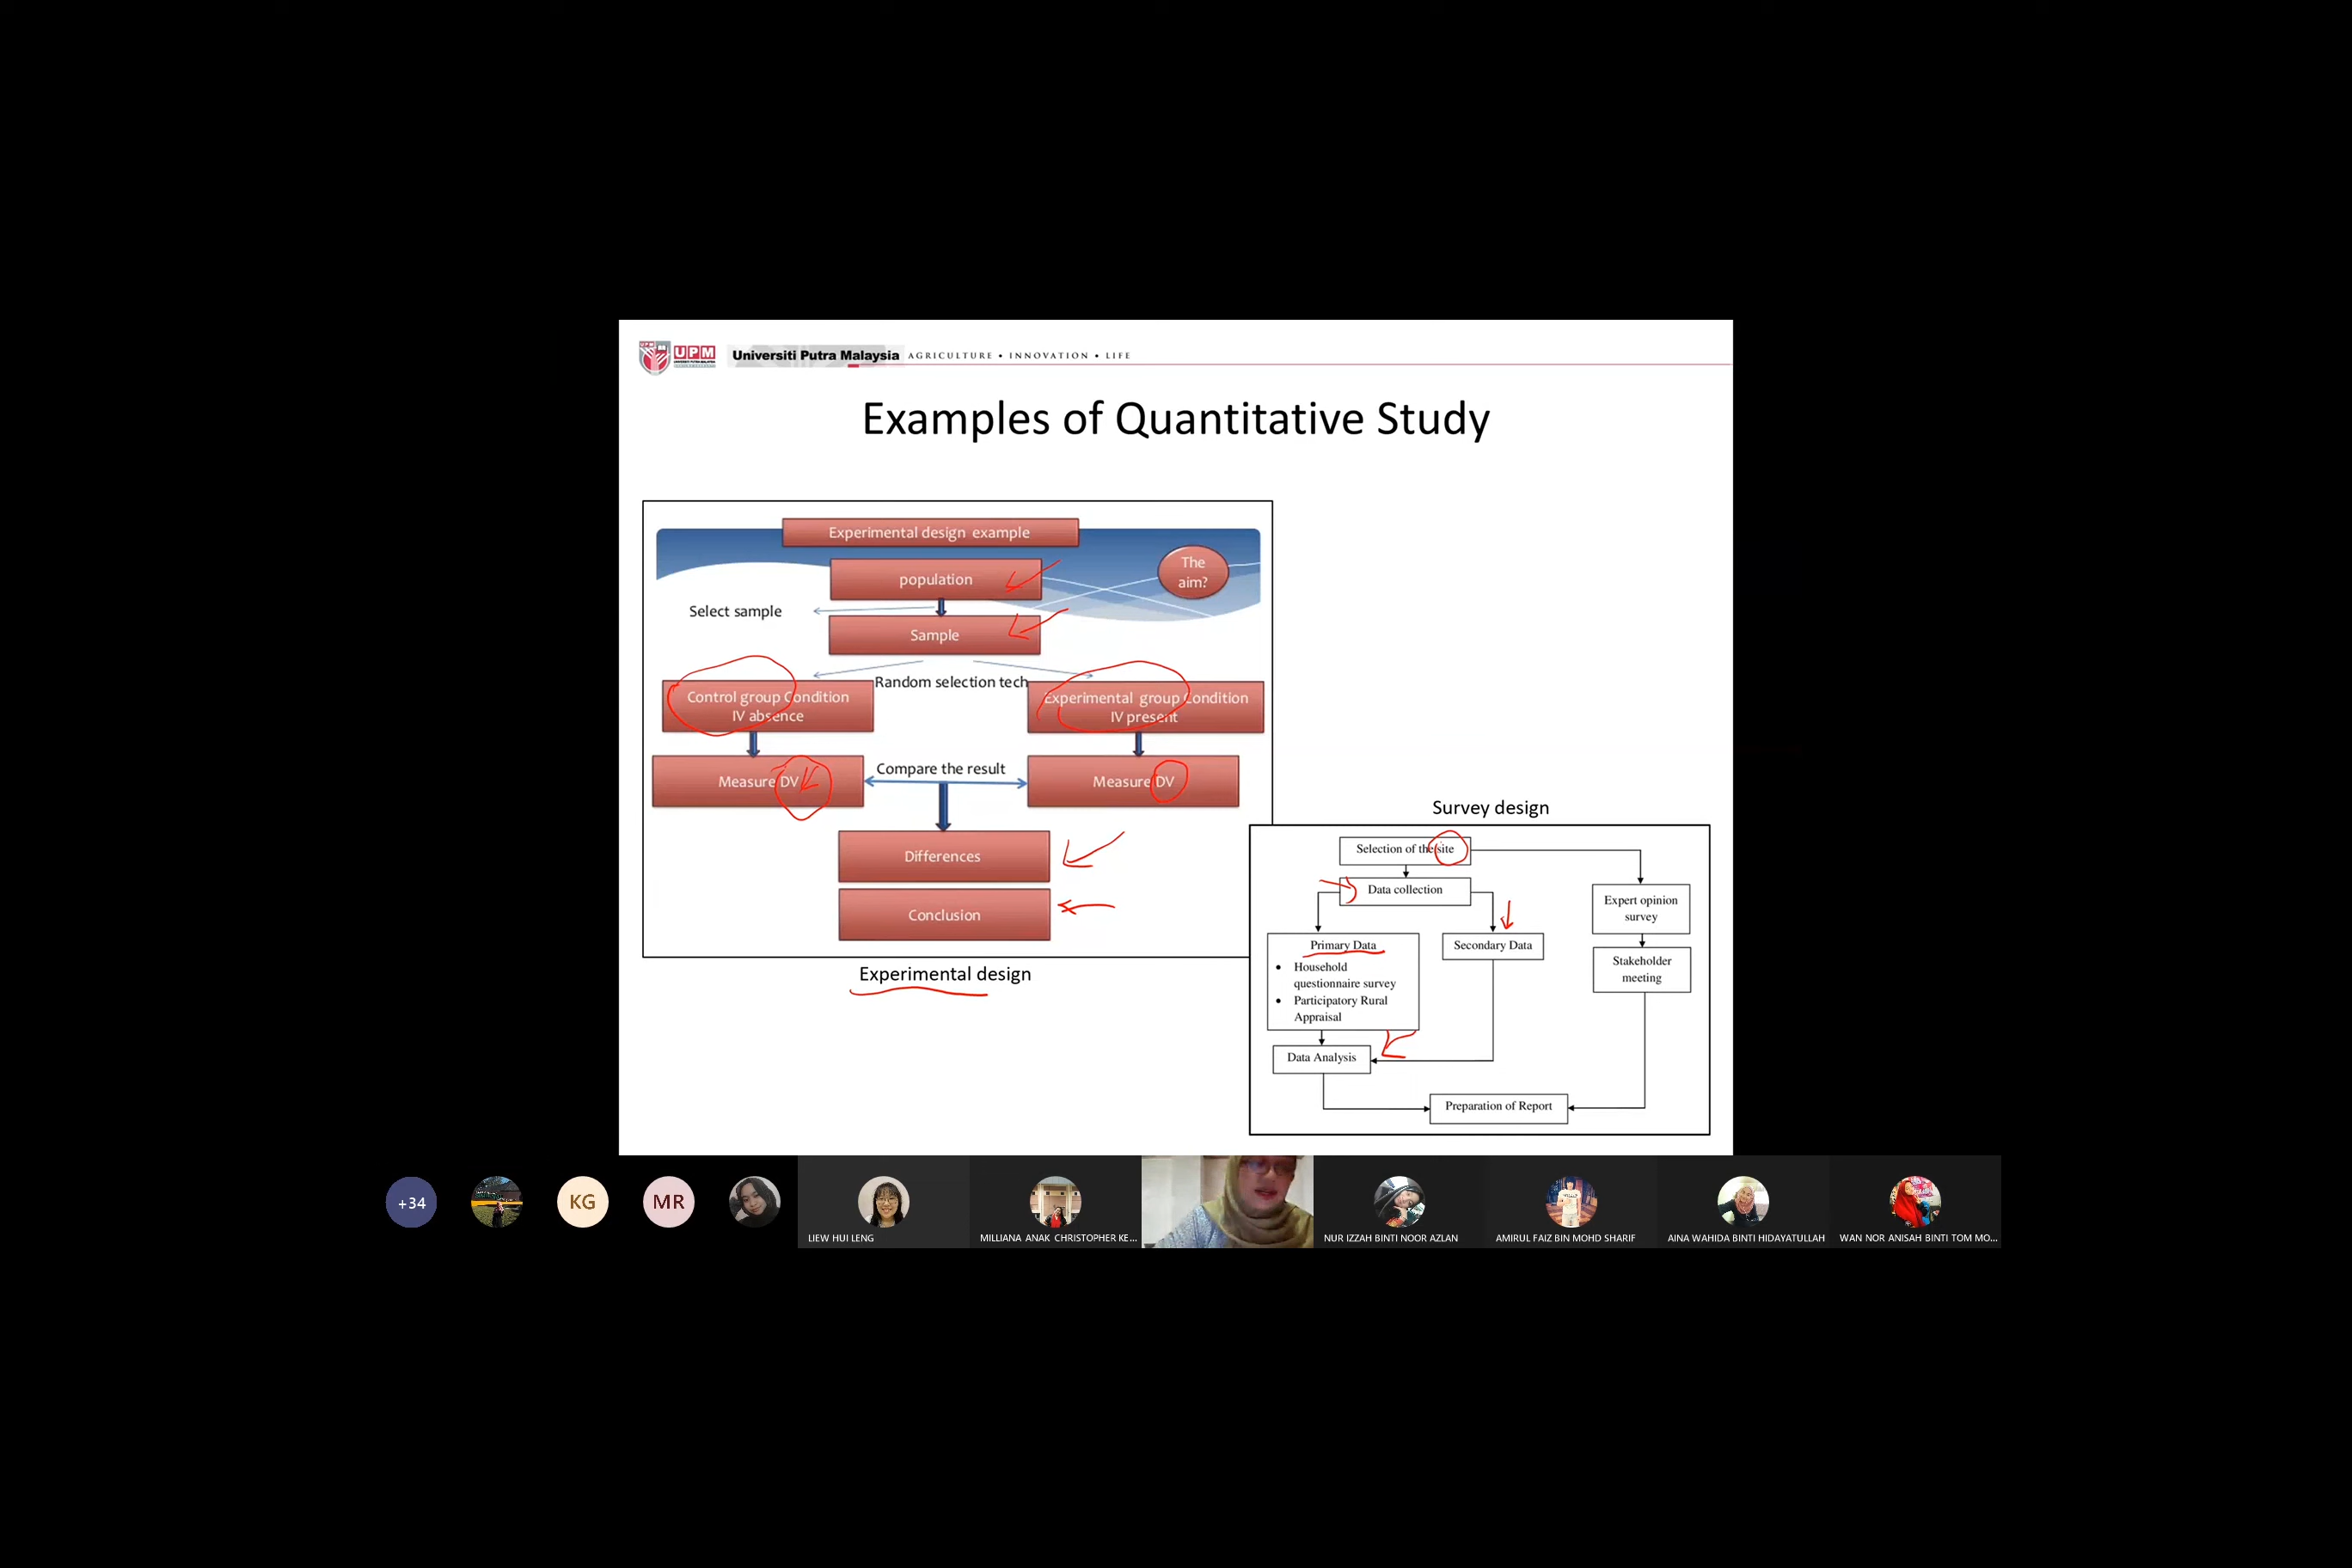 UPM
Universiti Putra Malaysia AGRICULTURE • INNOVATION • LIFE
Examples of Quantitative Study
Experimental design example
population
The
aim?
Select sample
Sample
Random selection tech
Control group Condition
IV absence
Experimental group Condition
IV present
Measure DV
Compare the result
Measure DV
Differences
Conclusion
Experimental design
Survey design
Selection of the site
Data collection
Expert opinion
survey
Primary Data
• Household
questionnaire survey
• Participatory Rural
Appraisal
Secondary Data
Stakeholder
meeting
Data Analysis
Preparation of Report
+34
KG
MR
LIEW HUI LENG
MILLIANA ANAK CHRISTOPHER KE...
NUR IZZAH BINTI NOOR AZLAN
AMIRUL FAIZ BIN MOHD SHARIF
AINA WAHIDA BINTI HIDAYATULLAH
WAN NOR ANISAH BINTI TOM MO...